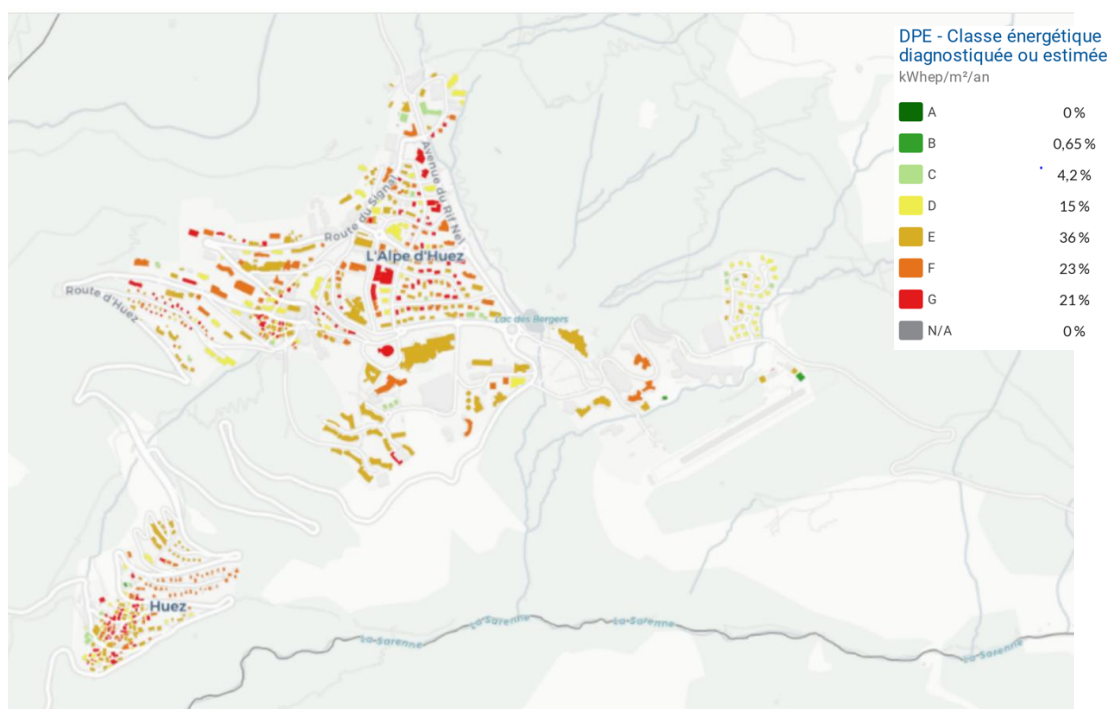 DPE - Classe énergétique
diagnostiquée ou estimée
kWhep/m²/an
A 0 %
B 0,65 %
C 4,2 %
D 15 %
E 36 %
F 23 %
G 21 %
N/A 0 %
Avenue du Rif Nel
Route du Signal
L'Alpe d'Huez
Route d'Huez
Lac des Bergers
Huez
La Sarenne
La Sarenne
La Sarenne
La Sarenne